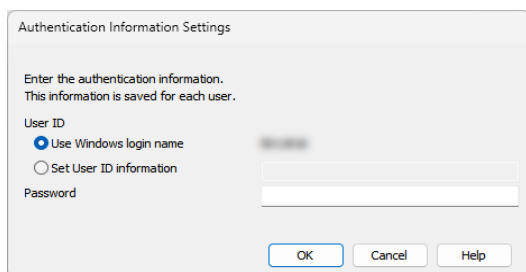 Authentication Information Settings
Enter the authentication information.
This information is saved for each user.
User ID
Use Windows login name
Set User ID information
Password
OK Cancel Help